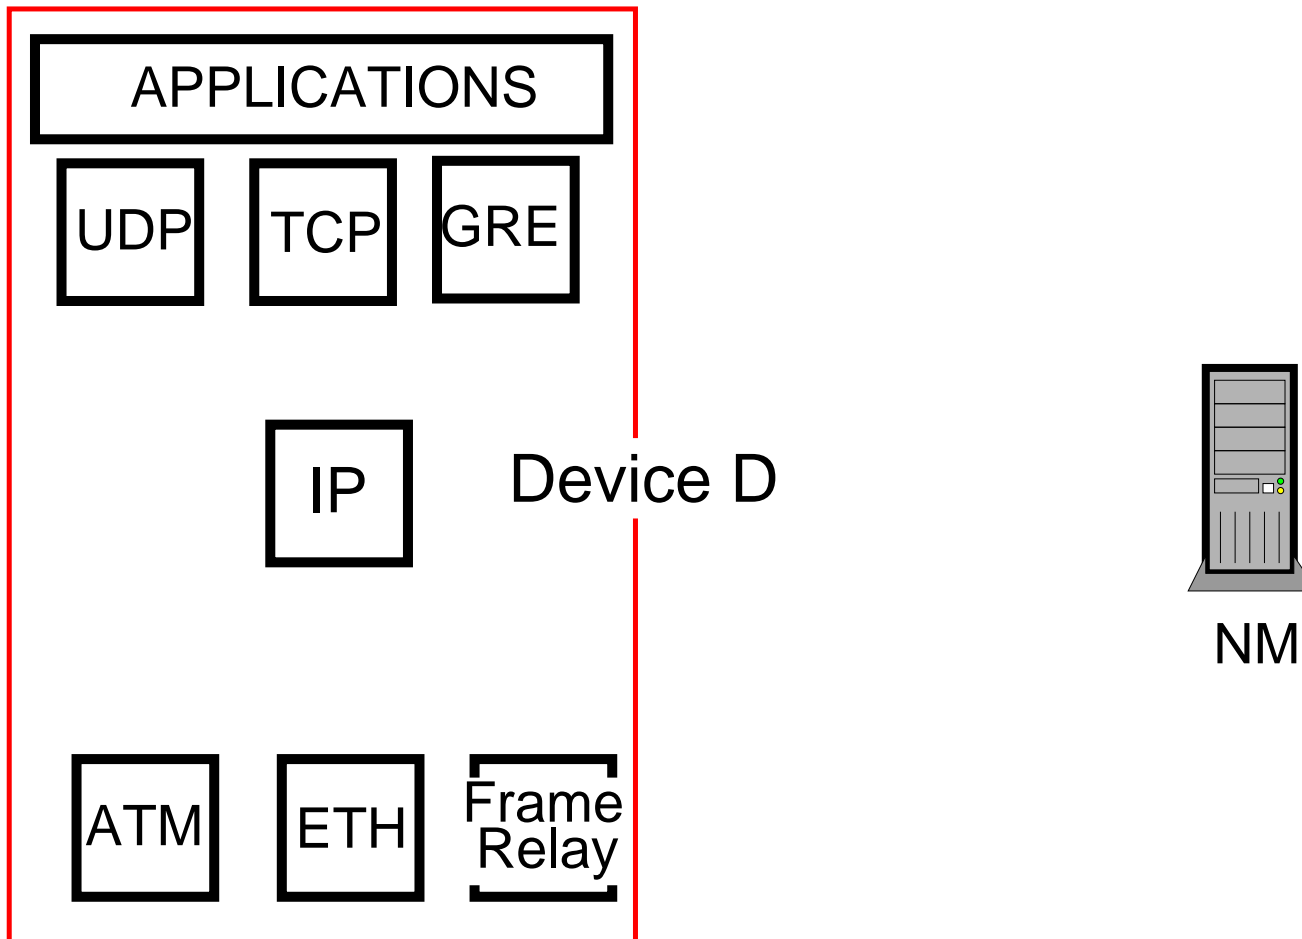 APPLICATIONS
UDP
TCP
GRE
IP
Device D
NM
ATM
ETH
Frame
Relay